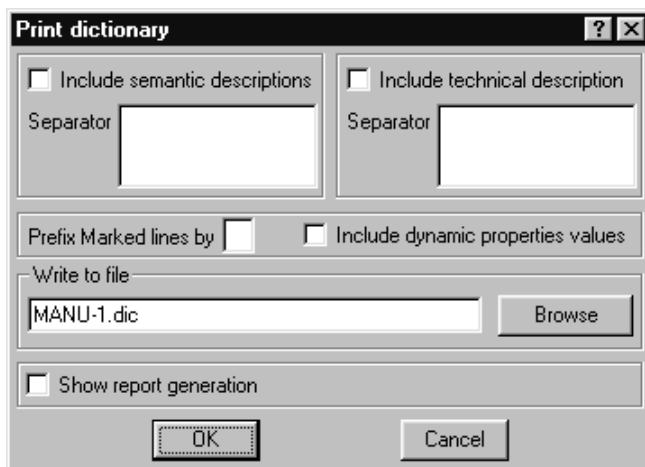 Print dictionary
Include semantic descriptions
Include technical description
Separator
Separator
Prefix Marked lines by
Include dynamic properties values
Write to file
MANU-1.dic
Browse
Show report generation
OK
Cancel